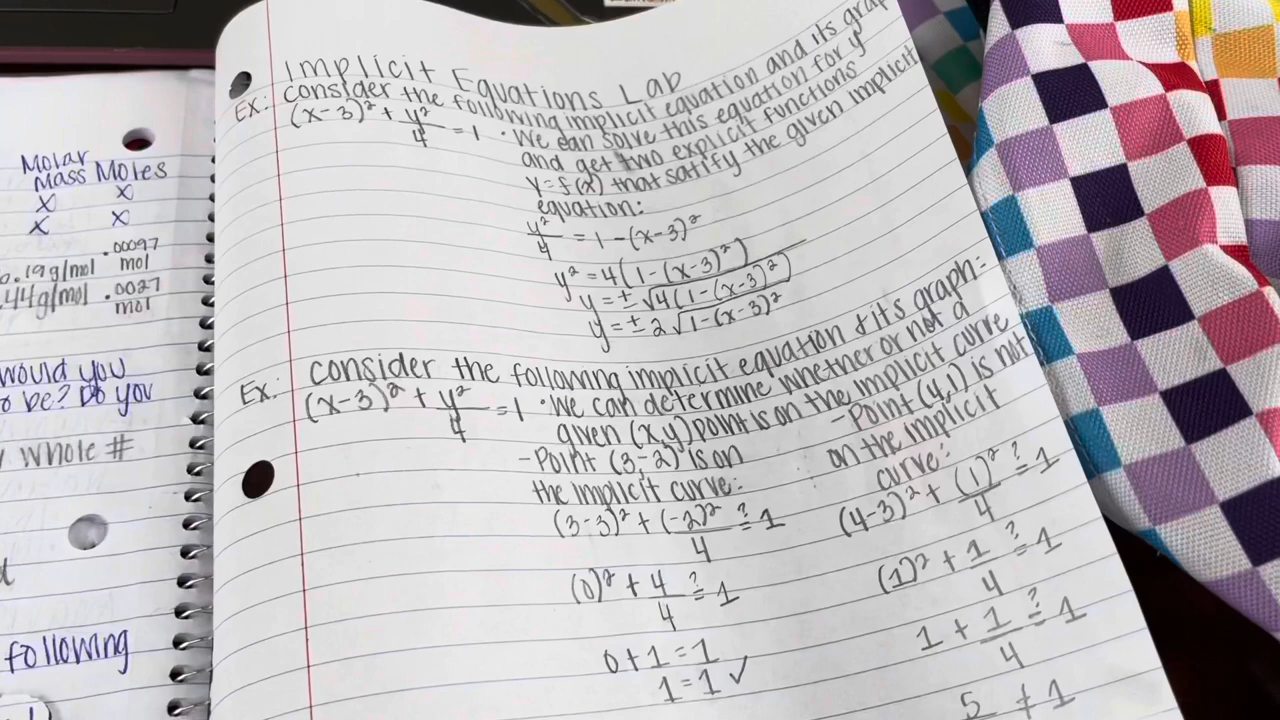 Molar
Mass Moles
X X
X X
0.19g/mol .00097 mol
.44g/mol .0027 mol
would you
be? Do you
whole #
following
Implicit Equations Lab
Ex: consider the following implicit equation and its grap
(x-3)² + y²/4 = 1 · We can solve this equation for y
and get two explicit functions
y=f(x) that satify the given implicit
equation:
y²/4 = 1-(x-3)²
y² = 4(1-(x-3)²)
y = ± √4(1-(x-3)²)
y = ± 2√1-(x-3)²
Ex: consider the following implicit equation & its graph:
(x-3)² + y²/4 = 1 · We can determine whether or not a
given (x,y) point is on the implicit curve
- Point (3,-2) is on
the implicit curve:
(3-3)² + (-2)²/4 ≟ 1
(0)² + 4/4 ≟ 1
0+1=1
1=1 ✓
- Point (4,1) is not
on the implicit
curve:
(4-3)² + (1)²/4 ≟ 1
(1)² + 1/4 ≟ 1
1 + 1/4 ≟ 1
5 ≠ 1